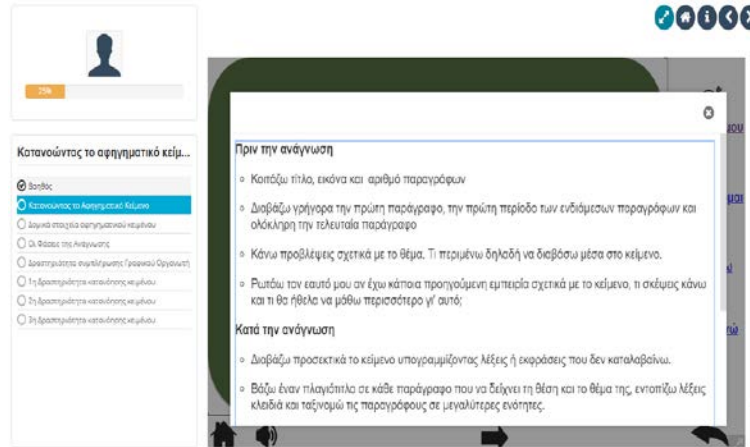 25%
Κατανοώντας το αφηγηματικό κείμ...
Βοηθός
Κατανοώντας το Αφηγηματικό Κείμενο
Δομικά στοιχεία αφηγηματικού κειμένου
Οι Φάσεις της Ανάγνωσης
Δραστηριότητα συμπλήρωσης Γραφικού Οργανωτή
1η δραστηριότητα κατανόησης κειμένου
2η δραστηριότητα κατανόησης κειμένου
3η δραστηριότητα κατανόησης κειμένου
Πριν την ανάγνωση
Κοιτάζω τίτλο, εικόνα και αριθμό παραγράφων
Διαβάζω γρήγορα την πρώτη παράγραφο, την πρώτη περίοδο των ενδιάμεσων παραγράφων και
ολόκληρη την τελευταία παράγραφο
Κάνω προβλέψεις σχετικά με το θέμα. Τι περιμένω δηλαδή να διαβάσω μέσα στο κείμενο.
Ρωτάω τον εαυτό μου αν έχω κάποια προηγούμενη εμπειρία σχετικά με το κείμενο, τι σκέψεις κάνω
και τι θα ήθελα να μάθω περισσότερο γι' αυτό;
Κατά την ανάγνωση
Διαβάζω προσεκτικά το κείμενο υπογραμμίζοντας λέξεις ή εκφράσεις που δεν καταλαβαίνω.
Βάζω έναν πλαγιότιτλο σε κάθε παράγραφο που να δείχνει τη θέση και το θέμα της, εντοπίζω λέξεις
κλειδιά και ταξινομώ τις παραγράφους σε μεγαλύτερες ενότητες.